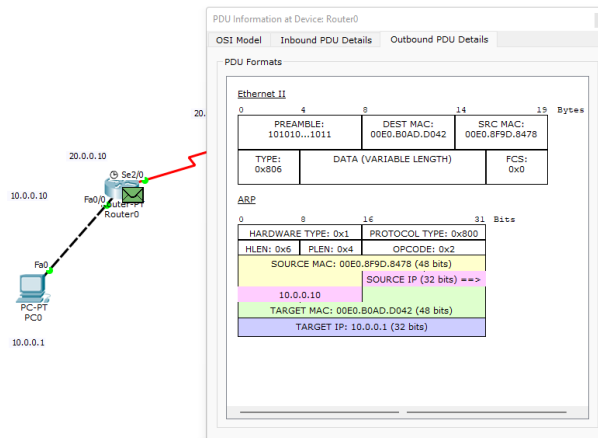 PDU Information at Device: Router0
OSI Model Inbound PDU Details Outbound PDU Details
PDU Formats
Ethernet II
0 4 8 14 19 Bytes
PREAMBLE: 101010...1011
DEST MAC: 00E0.B0AD.D042
SRC MAC: 00E0.8F9D.8478
TYPE: 0x806
DATA (VARIABLE LENGTH)
FCS: 0x0
ARP
0 8 16 31 Bits
HARDWARE TYPE: 0x1 PROTOCOL TYPE: 0x800
HLEN: 0x6 PLEN: 0x4 OPCODE: 0x2
SOURCE MAC: 00E0.8F9D.8478 (48 bits)
SOURCE IP (32 bits) ==>
10.0.0.10
TARGET MAC: 00E0.B0AD.D042 (48 bits)
TARGET IP: 10.0.0.1 (32 bits)
20.
20.0.0.10
Se2/0
10.0.0.10
Fa0/0
Router0
Fa0
PC-PT
PC0
10.0.0.1